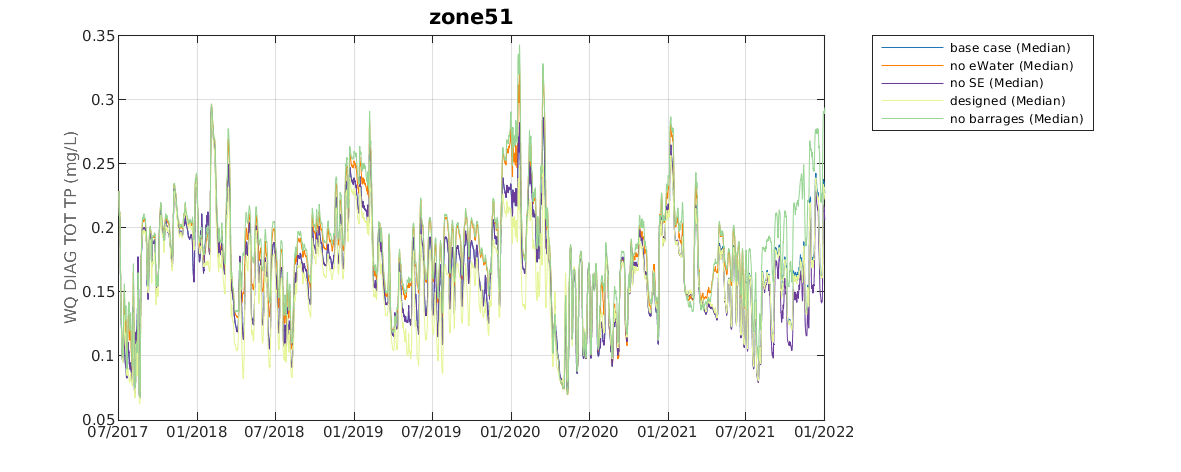 zone51
WQ DIAG TOT TP (mg/L)
0.35
0.3
0.25
0.2
0.15
0.1
0.05
07/2017 01/2018 07/2018 01/2019 07/2019 01/2020 07/2020 01/2021 07/2021 01/2022
base case (Median)
no eWater (Median)
no SE (Median)
designed (Median)
no barrages (Median)